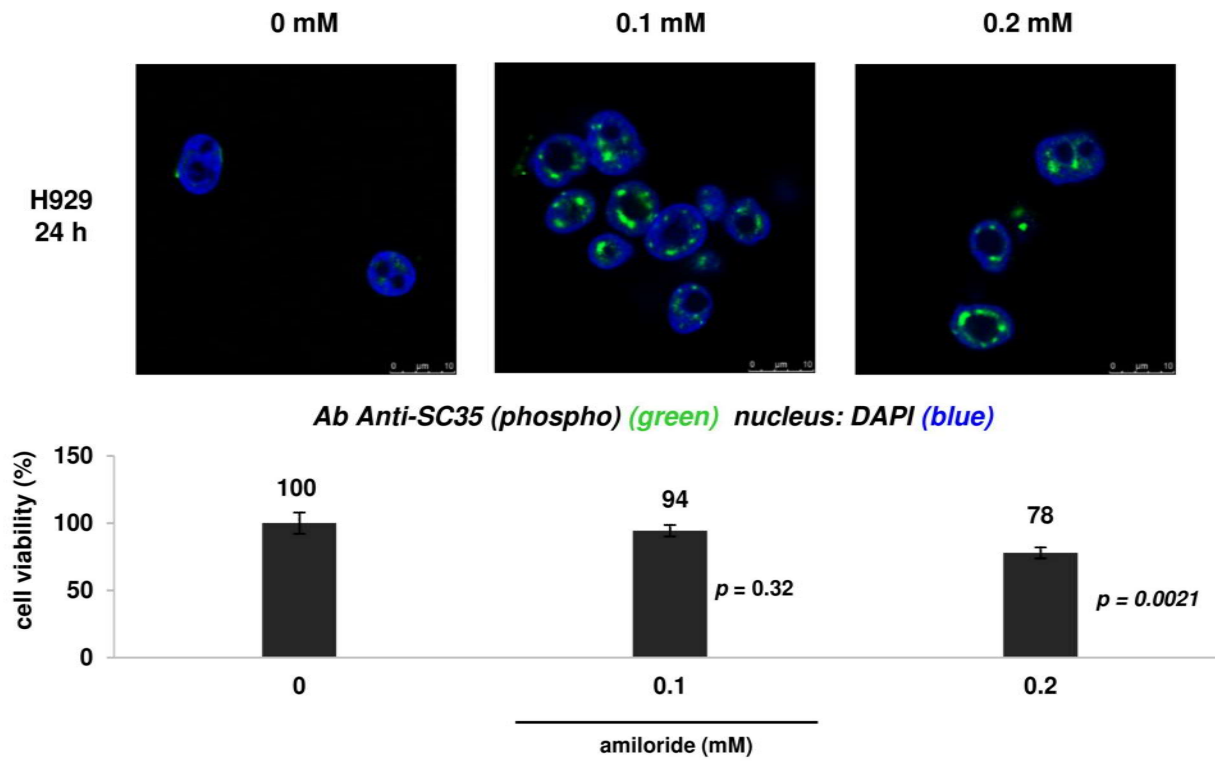 0 mM 0.1 mM 0.2 mM
H929
24 h
0 µm 10 0 µm 10 0 µm 10
Ab Anti-SC35 (phospho) (green) nucleus: DAPI (blue)
cell viability (%)
150
100
50
0
100
94
78
p = 0.32
p = 0.0021
0 0.1 0.2
amiloride (mM)